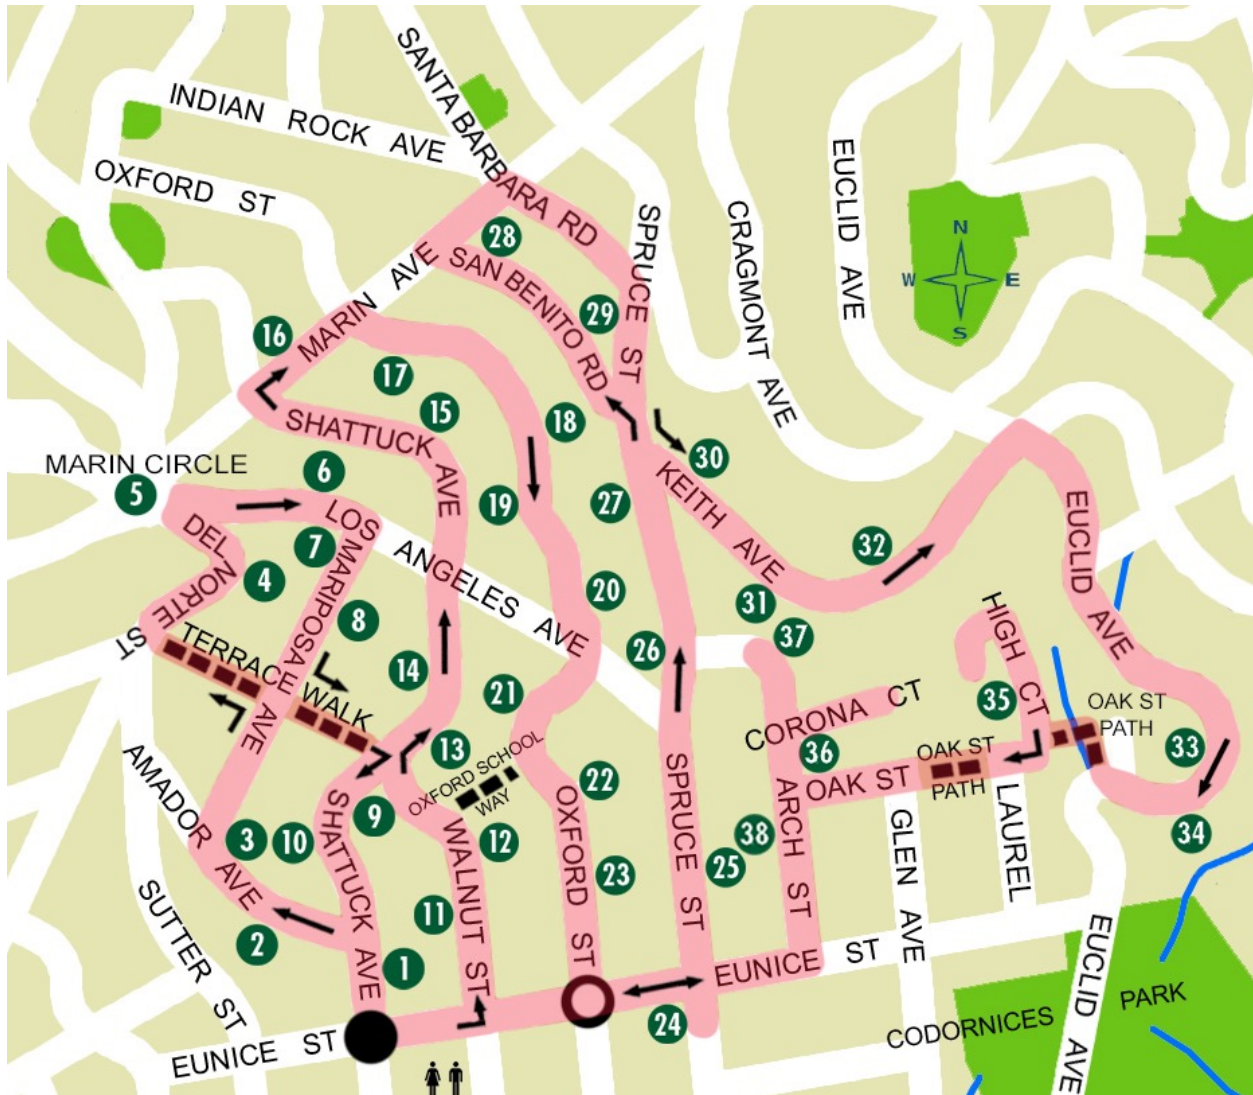 SANTA BARBARA RD
INDIAN ROCK AVE
OXFORD ST
EUCLID AVE
SPRUCE ST
CRAGMONT AVE
N
W E
S
28
SAN BENITO RD
MARIN AVE
16
29
17
15
18
SHATTUCK AVE
MARIN CIRCLE
5
6
30
19
27
KEITH AVE
EUCLID AVE
LOS ANGELES AVE
7
32
DEL NORTE ST
4
MARIPOSA AVE
8
20
31
HIGH CT
26
37
TERRACE WALK
14
21
35
CORONA CT
OAK ST
PATH
13
36
OAK ST
PATH
33
OXFORD SCHOOL
WAY
22
OAK ST
AMADOR AVE
SHATTUCK AVE
9
WALNUT ST
12
OXFORD ST
SPRUCE ST
ARCH ST
GLEN AVE
LAUREL
34
3
10
38
25
23
SUTTER ST
11
2
1
EUNICE ST
EUCLID AVE
24
CODORNICES PARK
EUNICE ST